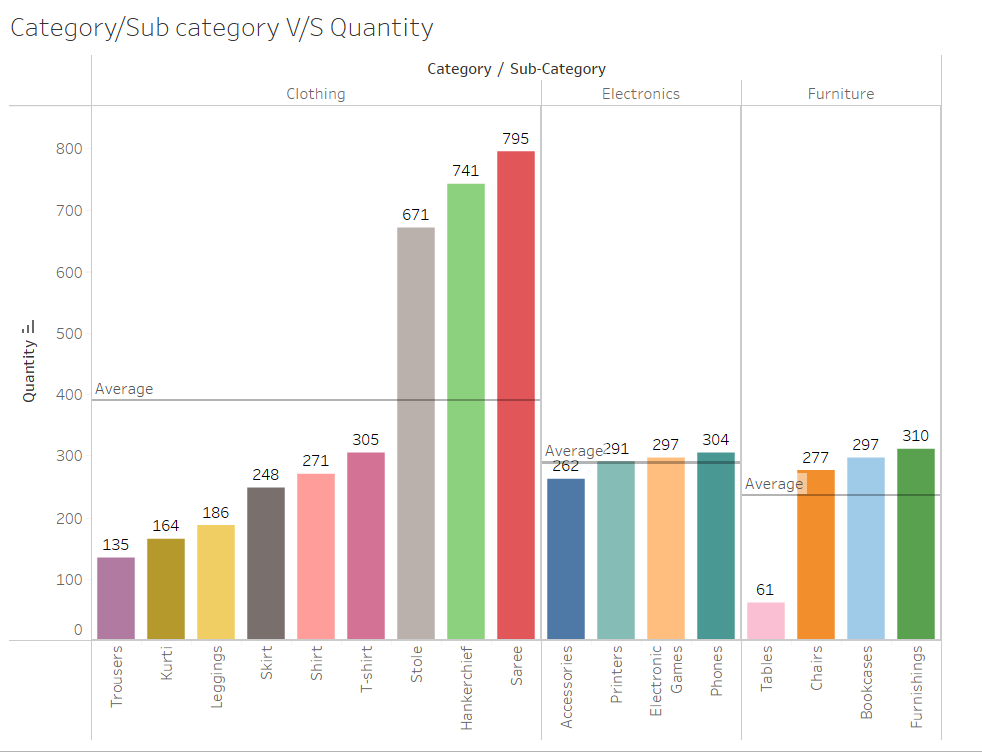 Category/Sub category V/S Quantity
Category / Sub-Category
Clothing Electronics Furniture
Quantity
800
700
600
500
400
300
200
100
0
Average
135
164
186
248
271
305
671
741
795
Average
262
291
297
304
Average
61
277
297
310
Trousers
Kurti
Leggings
Skirt
Shirt
T-shirt
Stole
Hankerchief
Saree
Accessories
Printers
Electronic
Games
Phones
Tables
Chairs
Bookcases
Furnishings